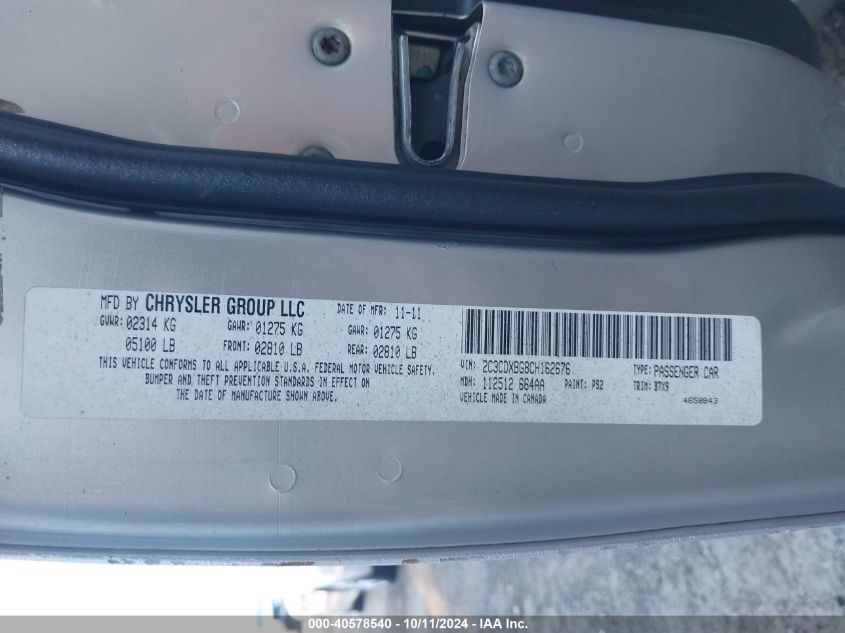 MFD BY CHRYSLER GROUP LLC DATE OF MFR: 11-11
GVWR: 02314 KG GAWR: 01275 KG GAWR: 01275 KG
05100 LB FRONT: 02810 LB REAR: 02810 LB
THIS VEHICLE CONFORMS TO ALL APPLICABLE U.S.A. FEDERAL MOTOR VEHICLE SAFETY,
BUMPER AND THEFT PREVENTION STANDARDS IN EFFECT ON
THE DATE OF MANUFACTURE SHOWN ABOVE.
VIN: 2C3CDXBG8CH162676 TYPE: PASSENGER CAR
MDH: 112512 664AA PAINT: PS2 TRIM: B7X9
VEHICLE MADE IN CANADA 4658843
000-40578540 - 10/11/2024 - IAA Inc.